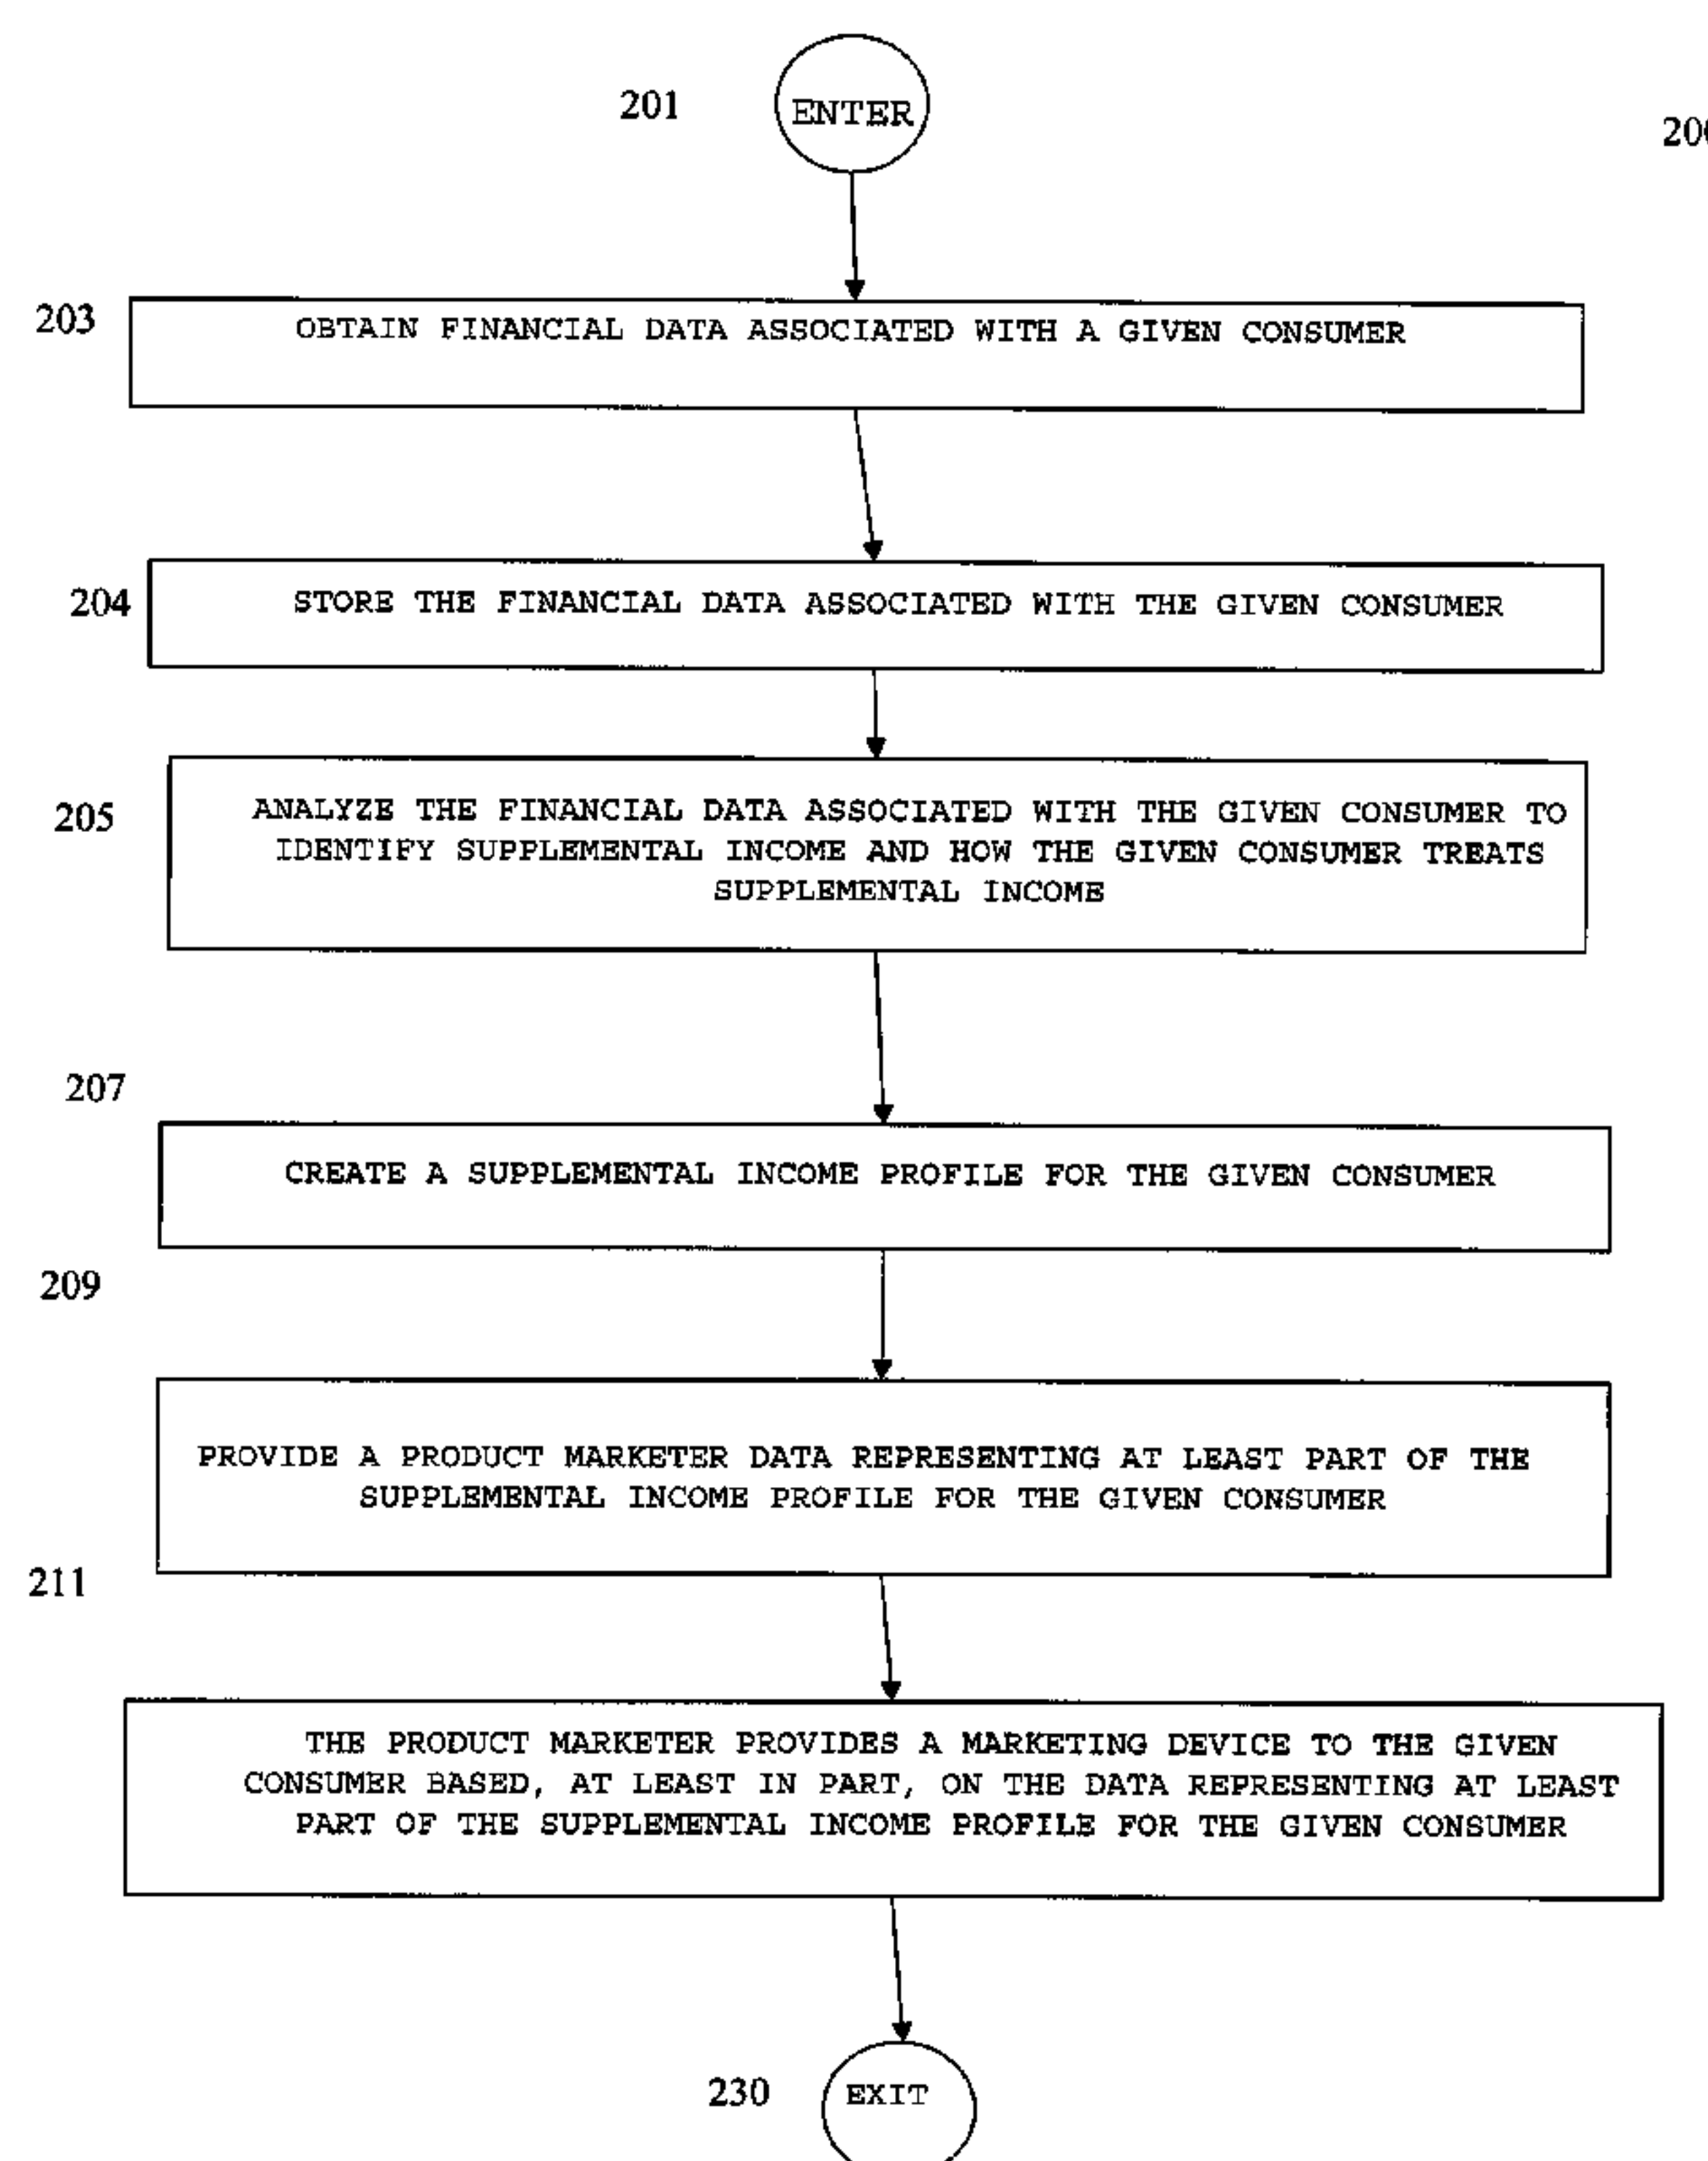 201
ENTER
200
203
OBTAIN FINANCIAL DATA ASSOCIATED WITH A GIVEN CONSUMER
204
STORE THE FINANCIAL DATA ASSOCIATED WITH THE GIVEN CONSUMER
205
ANALYZE THE FINANCIAL DATA ASSOCIATED WITH THE GIVEN CONSUMER TO
IDENTIFY SUPPLEMENTAL INCOME AND HOW THE GIVEN CONSUMER TREATS
SUPPLEMENTAL INCOME
207
CREATE A SUPPLEMENTAL INCOME PROFILE FOR THE GIVEN CONSUMER
209
PROVIDE A PRODUCT MARKETER DATA REPRESENTING AT LEAST PART OF THE
SUPPLEMENTAL INCOME PROFILE FOR THE GIVEN CONSUMER
211
THE PRODUCT MARKETER PROVIDES A MARKETING DEVICE TO THE GIVEN
CONSUMER BASED, AT LEAST IN PART, ON THE DATA REPRESENTING AT LEAST
PART OF THE SUPPLEMENTAL INCOME PROFILE FOR THE GIVEN CONSUMER
230
EXIT